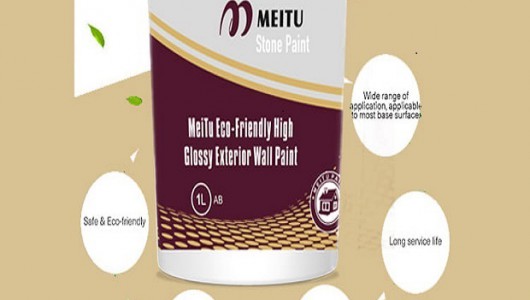 MEITU
Stone Paint
Wide range of
application, applicable
to most base surfaces
MeiTu Eco-Friendly High
Glossy Exterior Wall Paint
1L AB
Safe & Eco-friendly
Long service life